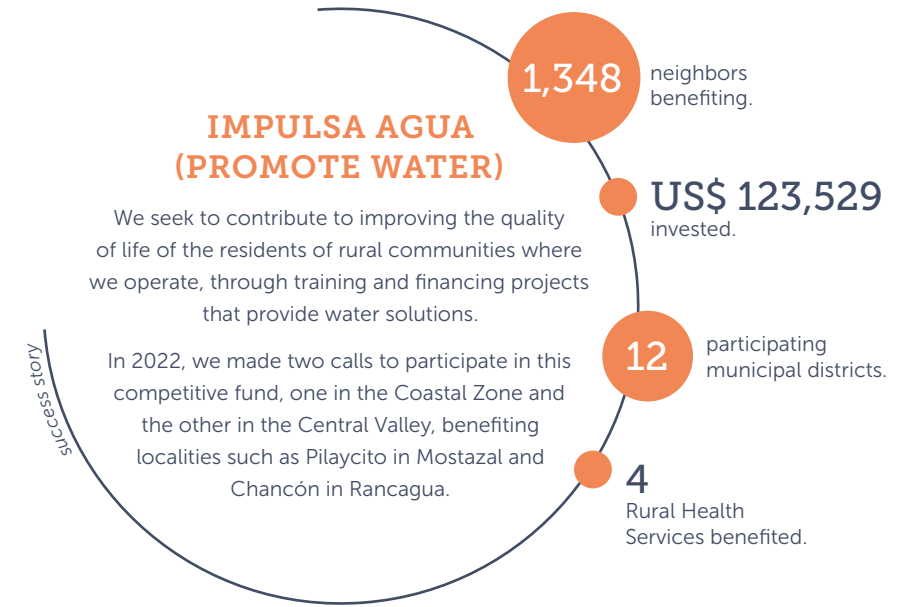 IMPULSA AGUA
(PROMOTE WATER)
We seek to contribute to improving the quality
of life of the residents of rural communities where
we operate, through training and financing projects
that provide water solutions.
In 2022, we made two calls to participate in this
competitive fund, one in the Coastal Zone and
the other in the Central Valley, benefiting
localities such as Pilaycito in Mostazal and
Chancón in Rancagua.
success story
1,348
neighbors
benefiting.
US$ 123,529
invested.
12
participating
municipal districts.
4
Rural Health
Services benefited.